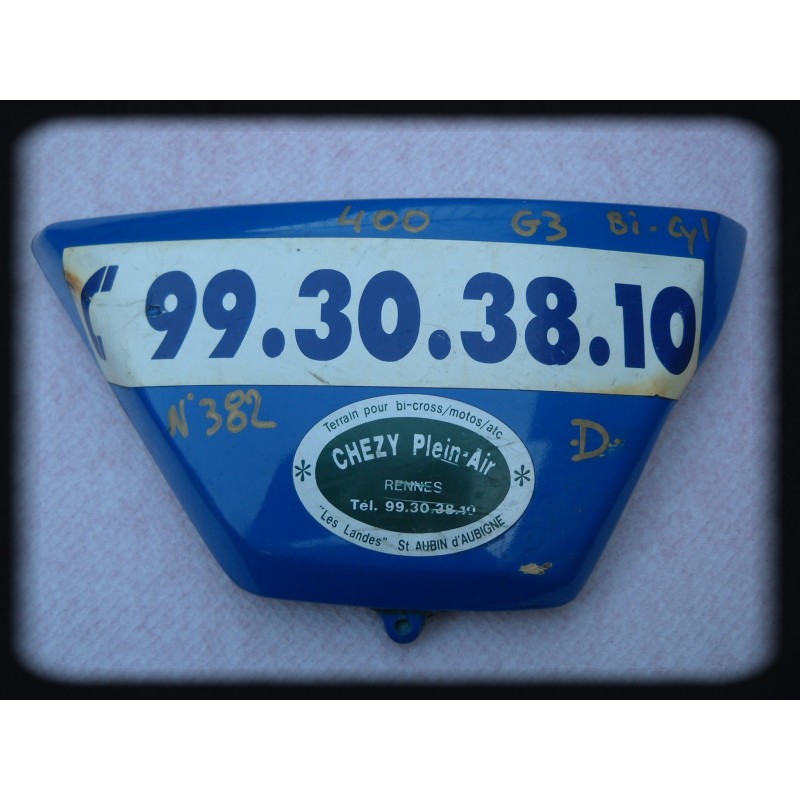 400 G3 Bi-Cyl
C 99.30.38.10
N°382
-D-
Terrain pour bi-cross/motos/atc
CHEZY Plein-Air
RENNES
Tél. 99.30.38.10
"Les Landes" St AUBIN d'AUBIGNE